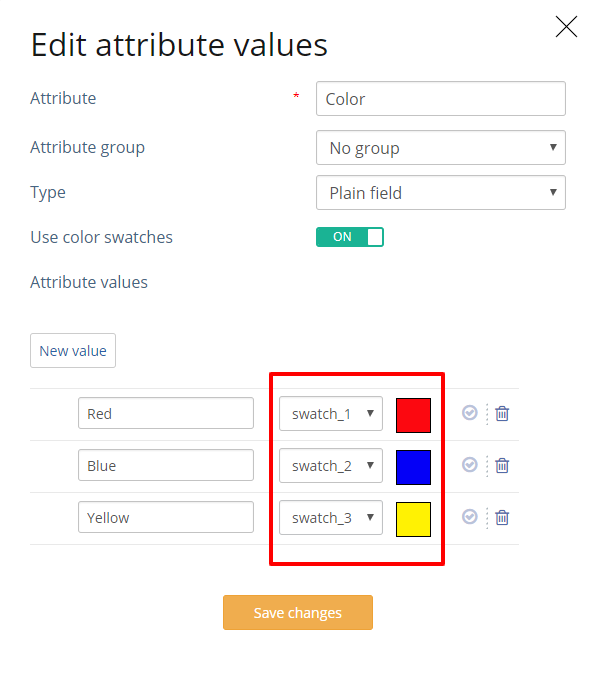 Edit attribute values
Attribute * Color
Attribute group No group
Type Plain field
Use color swatches ON
Attribute values
New value
Red swatch_1
Blue swatch_2
Yellow swatch_3
Save changes